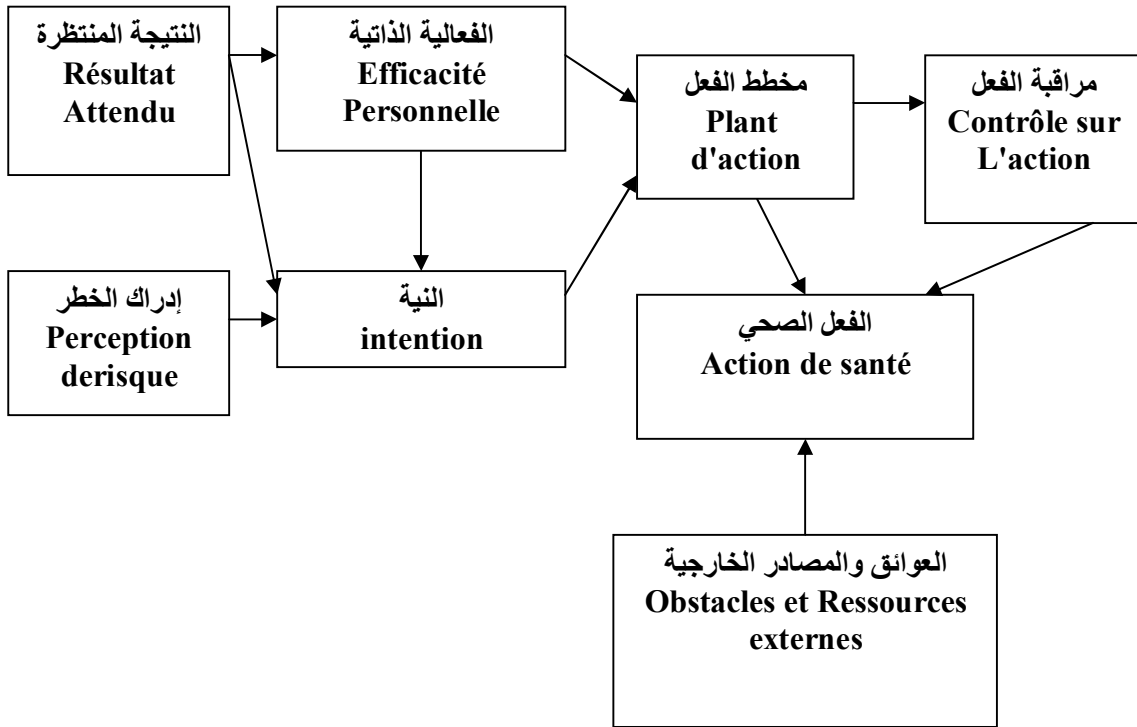 النتيجة المنتظرة
Résultat
Attendu
الفعالية الذاتية
Efficacité
Personnelle
مخطط الفعل
Plant
d'action
مراقبة الفعل
Contrôle sur
L'action
إدراك الخطر
Perception
derisque
النية
intention
الفعل الصحي
Action de santé
العوائق والمصادر الخارجية
Obstacles et Ressources
externes